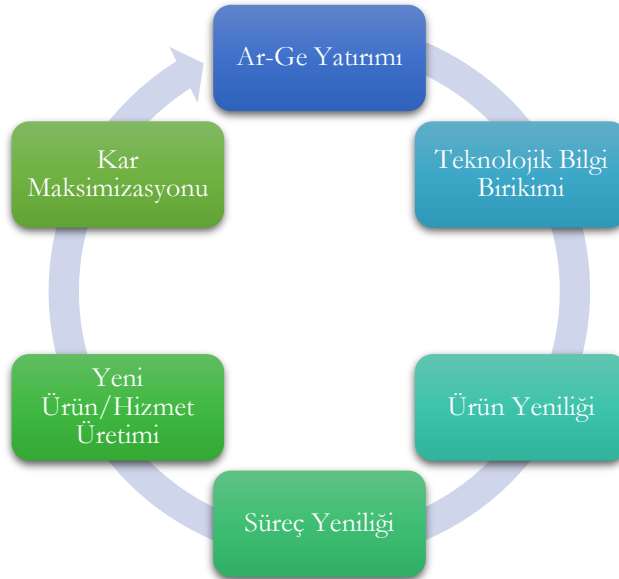 Ar-Ge Yatırımı
Teknolojik Bilgi
Birikimi
Ürün Yeniliği
Süreç Yeniliği
Yeni
Ürün/Hizmet
Üretimi
Kar
Maksimizasyonu